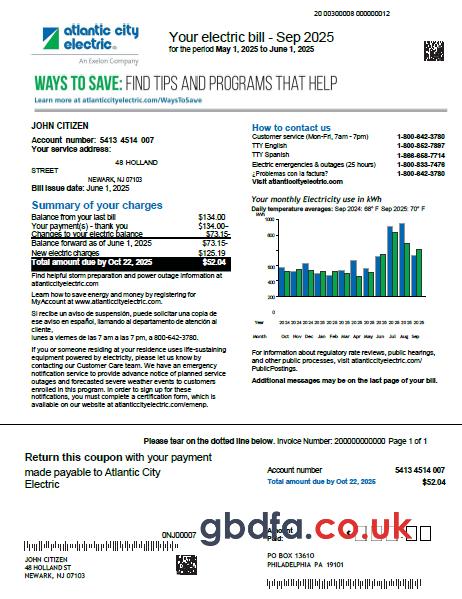 20 00300008 000000012
atlantic city
electric
An Exelon Company
Your electric bill - Sep 2025
for the period May 1, 2025 to June 1, 2025
WAYS TO SAVE: FIND TIPS AND PROGRAMS THAT HELP
Learn more at atlanticcityelectric.com/WaysToSave
JOHN CITIZEN
Account number: 5413 4514 007
Your service address:
48 HOLLAND
STREET
NEWARK, NJ 07103
Bill Issue date: June 1, 2025
Summary of your charges
Balance from your last bill $134.00
Your payment(s) - thank you $134.00-
Changes to your electric balance $73.15-
Balance forward as of June 1, 2025 $73.15-
New electric charges $125.19
Total amount due by Oct 22, 2025 $52.04
Find helpful storm preparation and power outage information at
atlanticcityelectric.com.
Learn how to save energy and money by registering for
MyAccount at www.atlanticcityelectric.com.
Si recibe un aviso de suspención, puede solicitar una copia de
ese aviso en español, llamando al departamento de atención al
cliente,
lunes a viernes de las 7 am a las 7 pm, a 800-642-3780.
If you or someone residing at your residence uses life-sustaining
equipment powered by electricity, please let us know by
contacting our Customer Care team. We have an emergency
notification service to provide advance notice of planned service
outages and forecasted severe weather events to customers
enrolled in this program. In order to sign up for these
notifications, you must complete a certification form, which is
available on our website at atlanticcityelectric.com/emenp.
How to contact us
Customer service (Mon-Fri, 7am - 7pm) 1-800-642-3780
TTY English 1-800-852-7897
TTY Spanish 1-866-658-7714
Electric emergencies & outages (25 hours) 1-800-833-7476
¿Problemas con la factura? 1-800-642-3780
Visit atlanticcityelectric.com
Your monthly Electricity use in kWh
Daily temperature averages: Sep 2024: 68° F Sep 2025: 70° F
kWh
1000
800
600
400
200
0
Year
Month Oct Nov Dec Jan Feb Mar Apr May Jun Jul Aug Sep
For information about regulatory rate reviews, public hearings,
and other public processes, visit atlanticcityelectric.com/
PublicPostings.
Additional messages may be on the last page of your bill.
Please tear on the dotted line below. Invoice Number: 200000000000 Page 1 of 1
Return this coupon with your payment
made payable to Atlantic City
Electric
Account number 5413 4514 007
Total amount due by Oct 22, 2025 $52.04
gbdfa.co.uk
Amount
Paid:
0NJ00007
JOHN CITIZEN
48 HOLLAND ST
NEWARK, NJ 07103
PO BOX 13610
PHILADELPHIA PA 19101